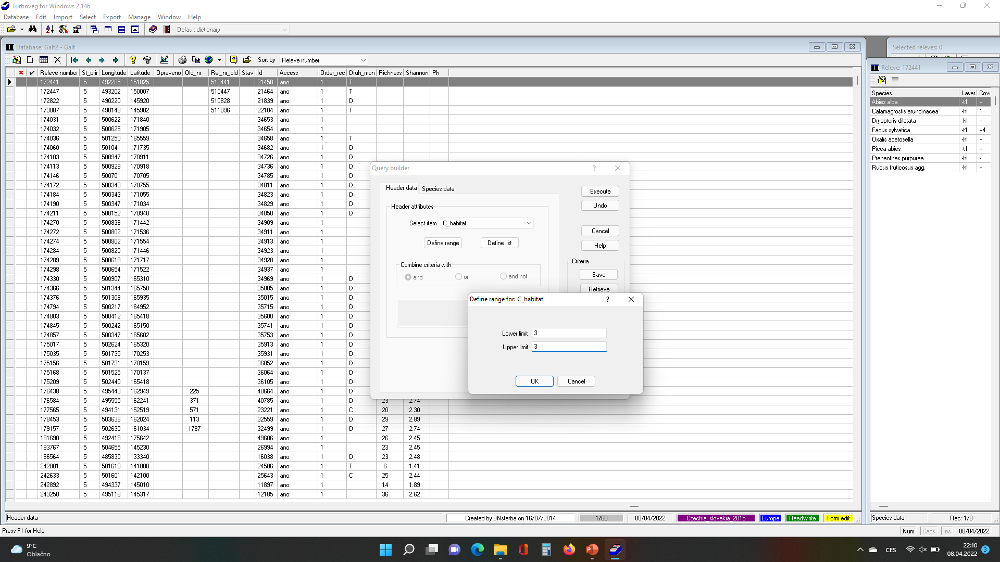 Turboveg for Windows 2.146
Database Edit Import Select Export Manage Window Help
Default dictionary
Database: Galt2 - Galt
Sort by Releve number
Releve number St_prir Longitude Latitude Opraveno Old_nr Rel_nr_old Stav Id Access Order_rec Druh_mon Richness Shannon Ph
172441 5 492205 151825 510441 21458 ano 1 T
172447 5 493202 150007 510447 21464 ano 1 T
172822 5 490220 145920 510828 21839 ano 1 D
173087 5 490148 145902 511096 22104 ano 1 T
174031 5 500622 171840 34653 ano 1
174032 5 500625 171905 34654 ano 1
174036 5 501250 165559 34658 ano 1 T
174060 5 501041 171735 34682 ano 1 D
174103 5 500947 170911 34726 ano 1 D
174113 5 500929 170918 34736 ano 1 D
174146 5 500701 170705 34785 ano 1 D
174172 5 500340 170755 34811 ano 1 D
174184 5 500343 171055 34823 ano 1 D
174190 5 500347 171034 34829 ano 1 D
174211 5 500152 170940 34850 ano 1 D
174270 5 500838 171442 34909 ano 1
174272 5 500802 171536 34911 ano 1
174274 5 500802 171554 34913 ano 1
174284 5 500820 171446 34923 ano 1
174289 5 500618 171717 34928 ano 1
174298 5 500654 171522 34937 ano 1
174330 5 500907 165310 34969 ano 1 D
174366 5 501344 165750 35005 ano 1 D
174376 5 501308 165935 35015 ano 1 D
174794 5 500217 164952 35715 ano 1 D
174803 5 500412 165418 35600 ano 1 D
174845 5 500242 165150 35741 ano 1 D
174857 5 500347 165602 35753 ano 1 D
175017 5 502624 165320 35913 ano 1 D
175035 5 501735 170253 35931 ano 1 D
175156 5 501731 170159 36052 ano 1 D
175168 5 501525 170137 36064 ano 1 D
175209 5 502440 165418 36105 ano 1 D
176438 5 495443 162949 225 40664 ano 1 D
176584 5 495555 162241 371 40785 ano 1 D 23 2.74
177565 5 494131 152519 571 23221 ano 1 C 20 2.30
178453 5 503636 162024 113 32559 ano 1 D 29 2.89
179157 5 502635 161034 1787 32499 ano 1 D 27 2.74
181690 5 492418 175642 49606 ano 1 26 2.45
193767 5 504655 145230 26994 ano 1 23 2.45
196564 5 485830 133340 16038 ano 1 D 23 2.48
242001 5 501619 141800 24586 ano 1 T 6 1.41
242633 5 501601 142100 25643 ano 1 C 25 2.44
242892 5 494337 145010 11897 ano 1 14 1.89
243250 5 495118 145317 12185 ano 1 36 2.62
Query builder ?
Header data Species data
Header attributes
Select item C_habitat
Define range Define list
Combine criteria with
and or and not
Execute
Undo
Cancel
Help
Criteria
Save
Retrieve
Define range for: C_habitat ?
Lower limit 3
Upper limit 3
OK Cancel
Selected releves: 0
Releve: 172441
Species Layer Cov
Abies alba -t1 +
Calamagrostis arundinacea -hl 1
Dryopteris dilatata -hl +
Fagus sylvatica -t1 +4
Oxalis acetosella -hl +
Picea abies -t1 +
Prenanthes purpurea -hl -
Rubus fruticosus agg. -hl +
Header data Created by BNsterba on 16/07/2014 1/68 08/04/2022 Czechia_slovakia_2015 Europe ReadWrite Form edit
Species data Rec: 1/8
Press F1 for Help Num Caps Ins 08/04/2022
9°C
Oblačno
CES
22:10
08.04.2022
3